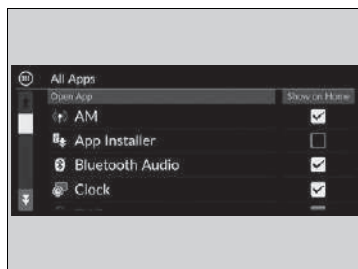 All Apps
Open App Show on Home
AM
App Installer
Bluetooth Audio
Clock